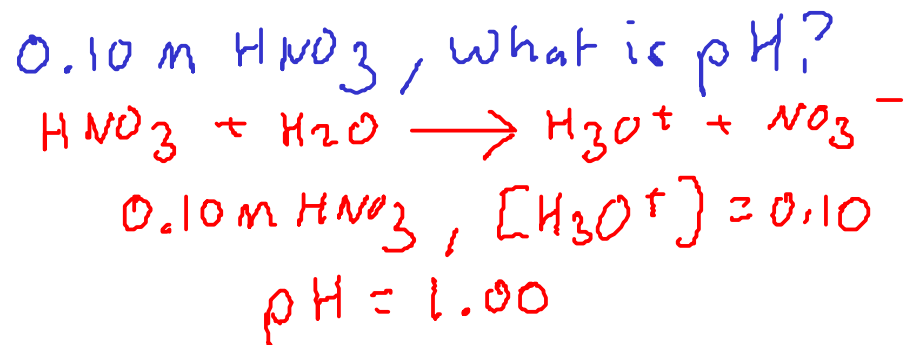 0.10 M HNO3, what is pH?
HNO3 + H2O → H3O+ + NO3−
0.10 M HNO3, [H3O+] = 0.10
pH = 1.00